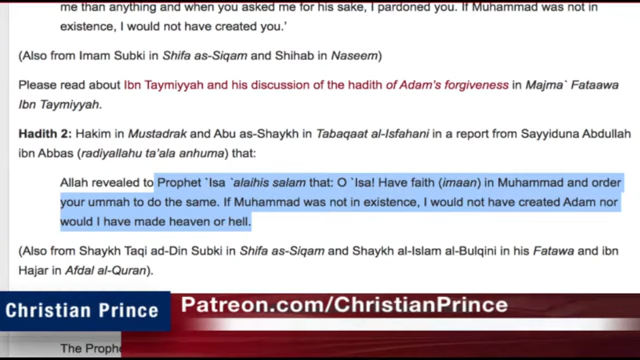 me than anything and when you asked me for his sake, I pardoned you. If Muhammad was not in
existence, I would not have created you.'
(Also from Imam Subki in Shifa as-Siqam and Shihab in Naseem)
Please read about Ibn Taymiyyah and his discussion of the hadith of Adam's forgiveness in Majma` Fataawa
Ibn Taymiyyah.
Hadith 2: Hakim in Mustadrak and Abu as-Shaykh in Tabaqaat al-Isfahani in a report from Sayyiduna Abdullah
ibn Abbas (radiyallahu ta'ala anhuma) that:
Allah revealed to Prophet `Isa `alaihis salam that: O `Isa! Have faith (imaan) in Muhammad and order
your ummah to do the same. If Muhammad was not in existence, I would not have created Adam nor
would I have made heaven or hell.
(Also from Shaykh Taqi ad-Din Subki in Shifa as-Siqam and Shaykh al-Islam al-Bulqini in his Fatawa and ibn
Hajar in Afdal al-Quran).
Christian Prince
Patreon.com/ChristianPrince
The Prophe